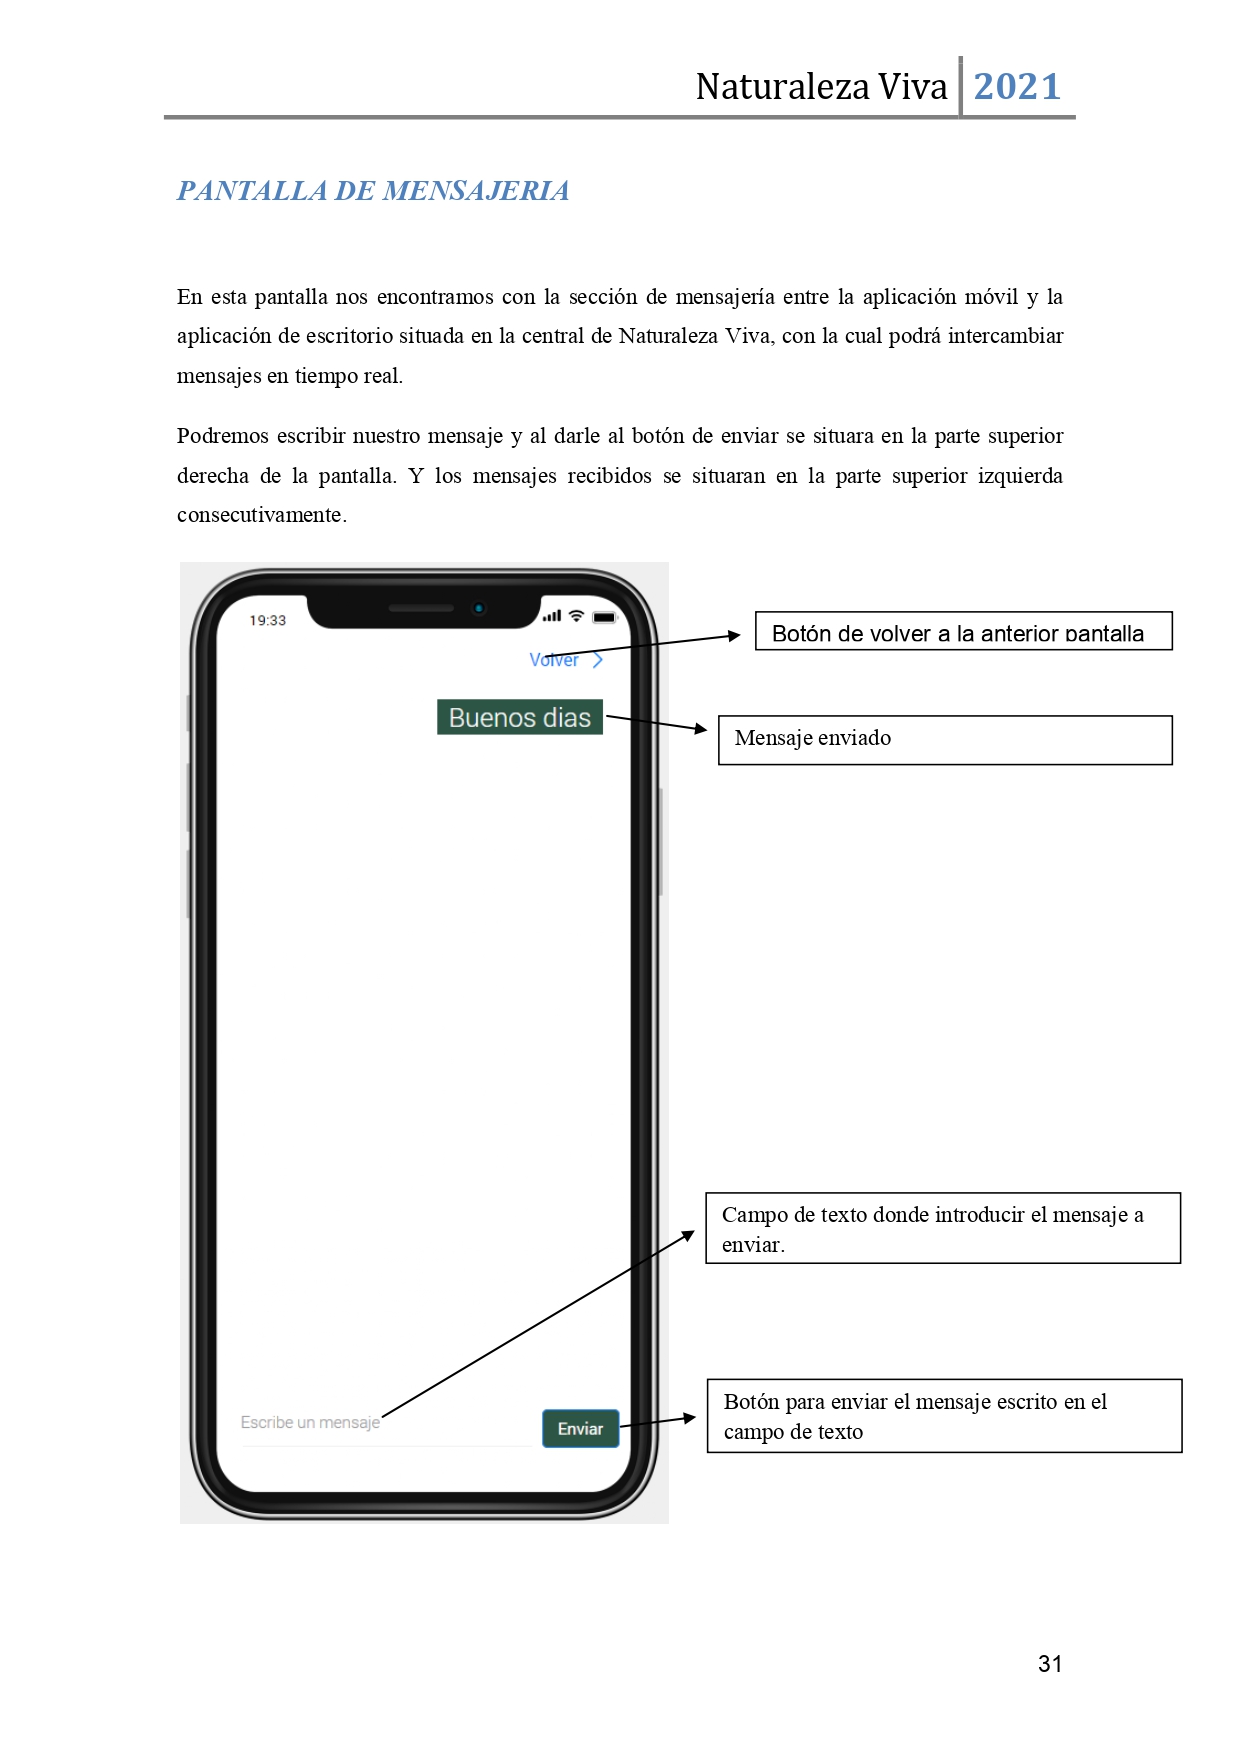 Naturaleza Viva 2021
PANTALLA DE MENSAJERIA
En esta pantalla nos encontramos con la sección de mensajería entre la aplicación móvil y la
aplicación de escritorio situada en la central de Naturaleza Viva, con la cual podrá intercambiar
mensajes en tiempo real.
Podremos escribir nuestro mensaje y al darle al botón de enviar se situara en la parte superior
derecha de la pantalla. Y los mensajes recibidos se situaran en la parte superior izquierda
consecutivamente.
19:33
Volver
Botón de volver a la anterior pantalla
Buenos dias
Mensaje enviado
Campo de texto donde introducir el mensaje a
enviar.
Escribe un mensaje
Enviar
Botón para enviar el mensaje escrito en el
campo de texto
31